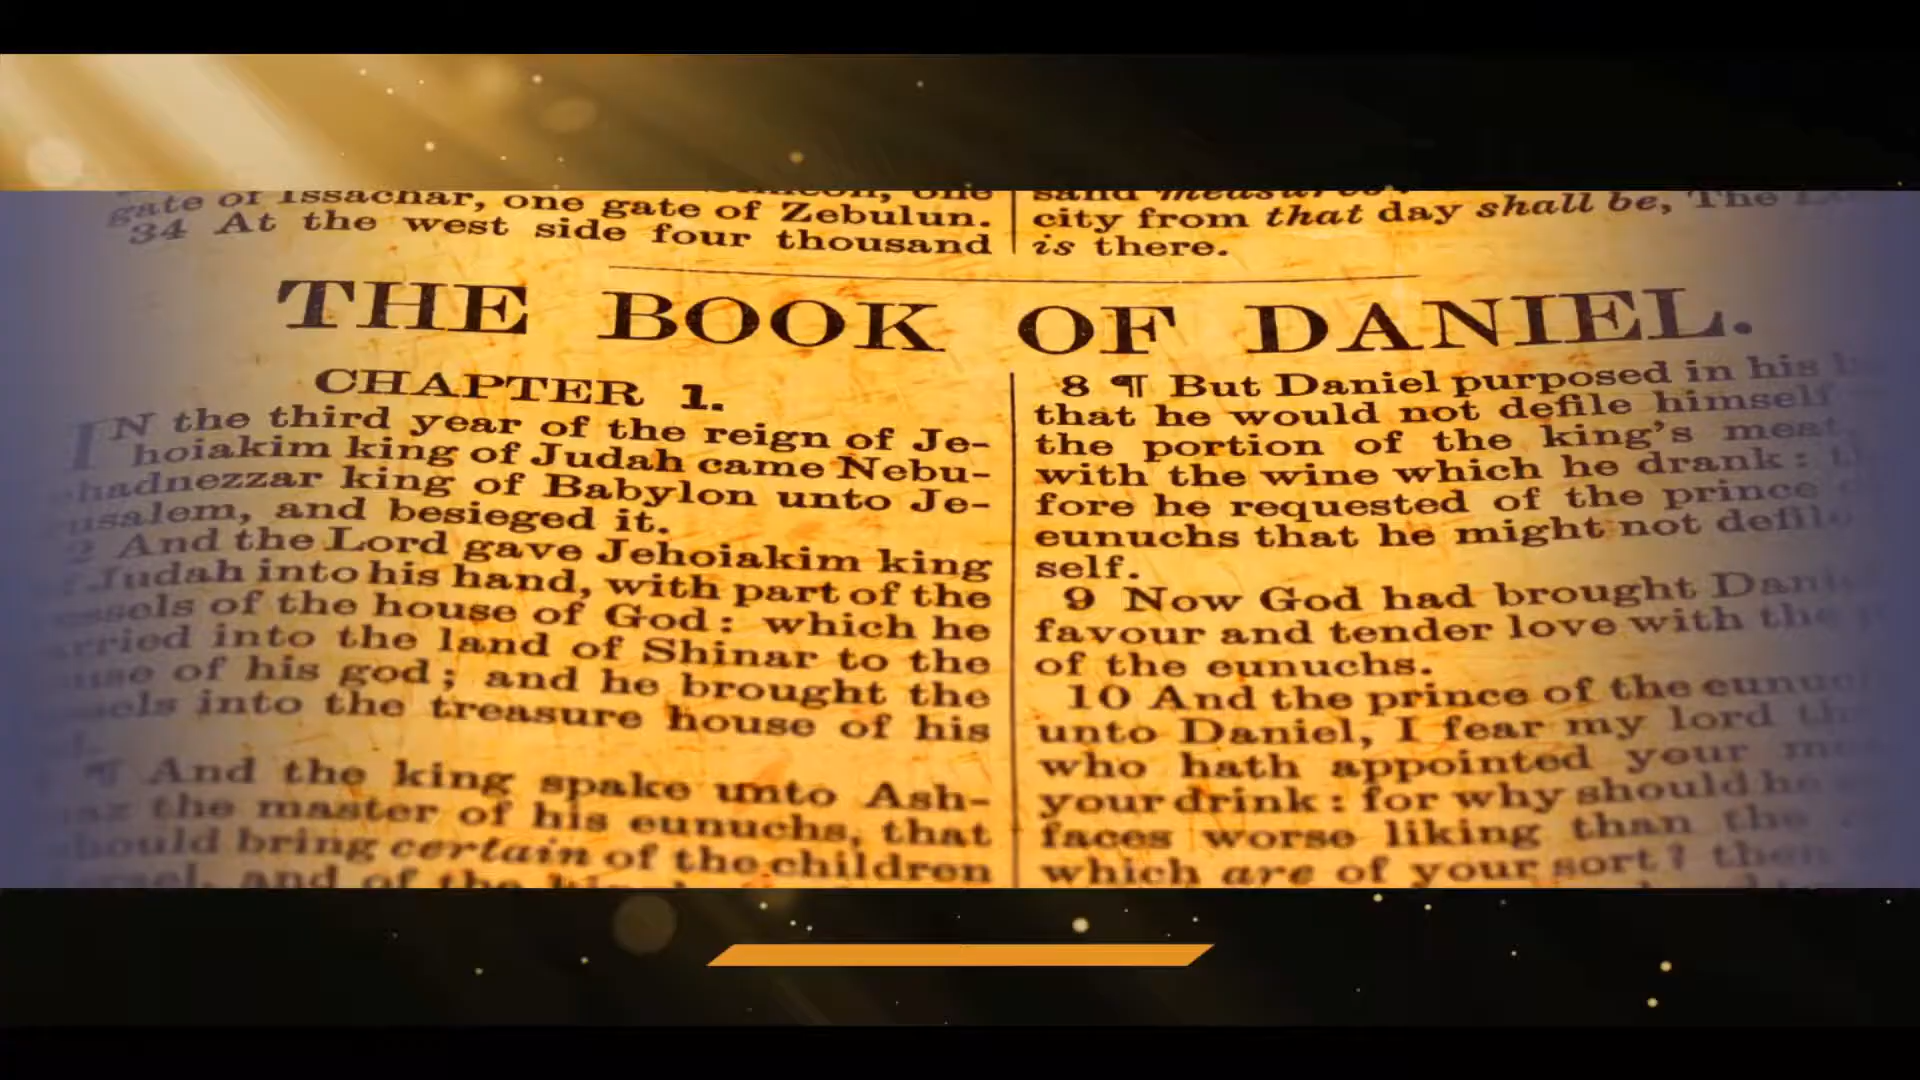 gate of Issachar, one gate of Zebulun.
34 At the west side four thousand
sand measures:
city from that day shall be, The
is there.
THE BOOK OF DANIEL.
CHAPTER 1.
IN the third year of the reign of Je-
hoiakim king of Judah came Nebu-
hadnezzar king of Babylon unto Je-
usalem, and besieged it.
2 And the Lord gave Jehoiakim king
Judah into his hand, with part of the
of the house of God: which he
into the land of Shinar to the
of his god; and he brought the
into the treasure house of his
¶ And the king spake unto Ash-
the master of his eunuchs, that
hould bring certain of the children
and of the
8 ¶ But Daniel purposed in his
that he would not defile himself
the portion of the king's meat
with the wine which he drank:
fore he requested of the prince
eunuchs that he might not defile
self.
9 Now God had brought
favour and tender love with the
of the eunuchs.
10 And the prince of the
unto Daniel, I fear my lord
who hath appointed your
your drink: for why should he
faces worse liking than the
which are of your sort? then